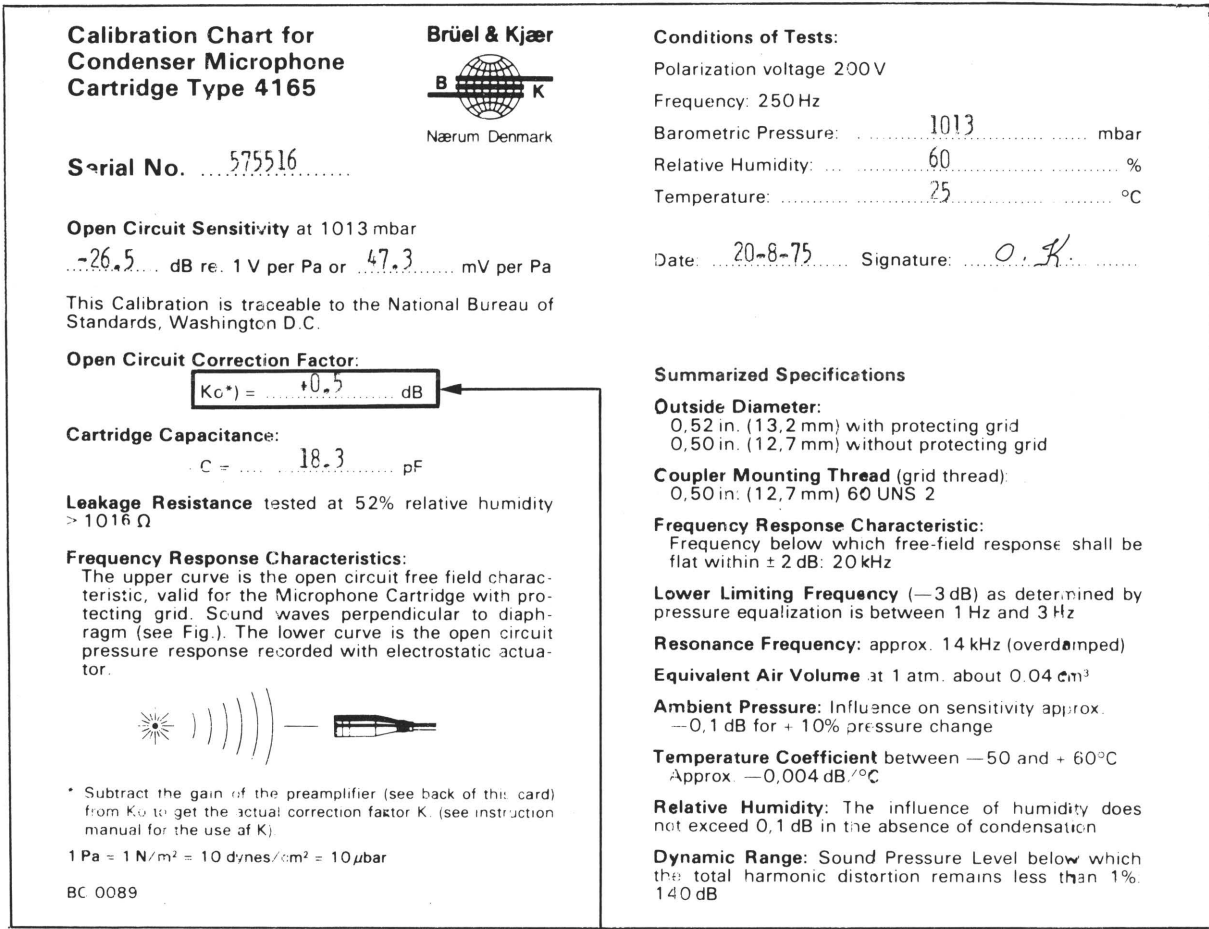 Calibration Chart for
Condenser Microphone
Cartridge Type 4165
Brüel & Kjær
B K
Nærum Denmark
Serial No. 575516
Open Circuit Sensitivity at 1013 mbar
-26.5 dB re. 1 V per Pa or 47.3 mV per Pa
This Calibration is traceable to the National Bureau of
Standards, Washington D.C.
Open Circuit Correction Factor:
Ko*) = +0.5 dB
Cartridge Capacitance:
C = 18.3 pF
Leakage Resistance tested at 52% relative humidity
> 1016 Ω
Frequency Response Characteristics:
The upper curve is the open circuit free field charac-
teristic, valid for the Microphone Cartridge with pro-
tecting grid. Sound waves perpendicular to diaph-
ragm (see Fig.). The lower curve is the open circuit
pressure response recorded with electrostatic actua-
tor.
* Subtract the gain of the preamplifier (see back of this card)
from Ko to get the actual correction factor K. (see instruction
manual for the use af K).
1 Pa = 1 N/m² = 10 dynes/cm² = 10 µbar
BC 0089
Conditions of Tests:
Polarization voltage 200 V
Frequency: 250 Hz
Barometric Pressure: 1013 mbar
Relative Humidity: 60 %
Temperature: 25 °C
Date: 20-8-75 Signature: O. K.
Summarized Specifications
Outside Diameter:
0,52 in. (13,2 mm) with protecting grid
0,50 in. (12,7 mm) without protecting grid
Coupler Mounting Thread (grid thread):
0,50 in: (12,7 mm) 60 UNS 2
Frequency Response Characteristic:
Frequency below which free-field response shall be
flat within ± 2 dB: 20 kHz
Lower Limiting Frequency (—3 dB) as determined by
pressure equalization is between 1 Hz and 3 Hz
Resonance Frequency: approx. 14 kHz (overdamped)
Equivalent Air Volume at 1 atm. about 0.04 cm³
Ambient Pressure: Influence on sensitivity approx.
—0,1 dB for + 10% pressure change
Temperature Coefficient between —50 and + 60°C
Approx. —0,004 dB/°C
Relative Humidity: The influence of humidity does
not exceed 0,1 dB in the absence of condensation
Dynamic Range: Sound Pressure Level below which
the total harmonic distortion remains less than 1%.
140 dB